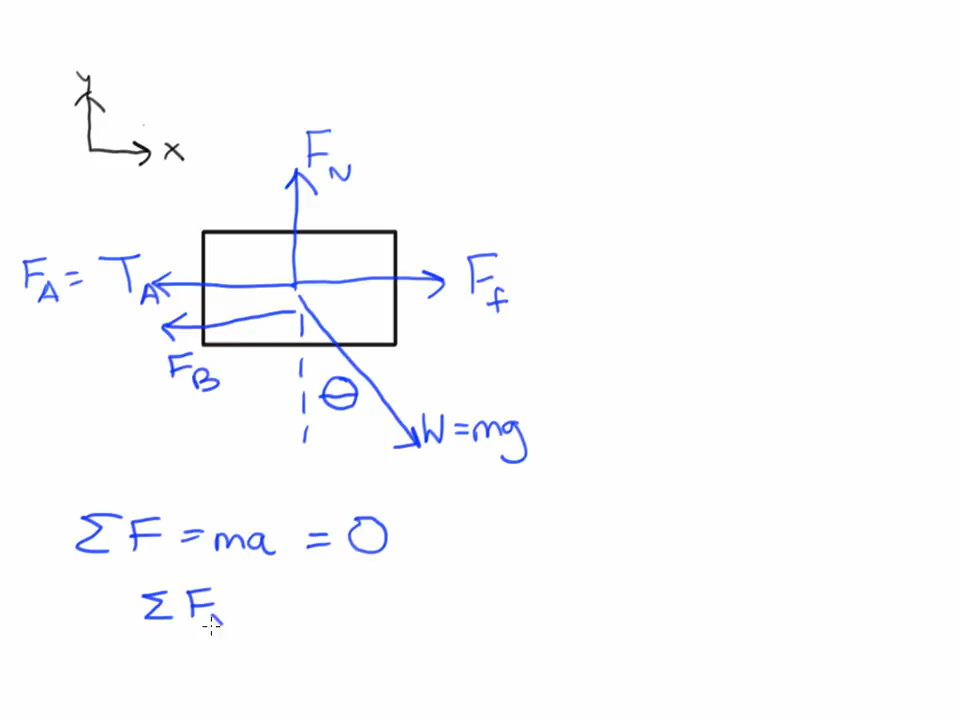 y
x
F_N
F_A = T_A
F_f
F_B
θ
W = mg
ΣF = ma = 0
ΣF